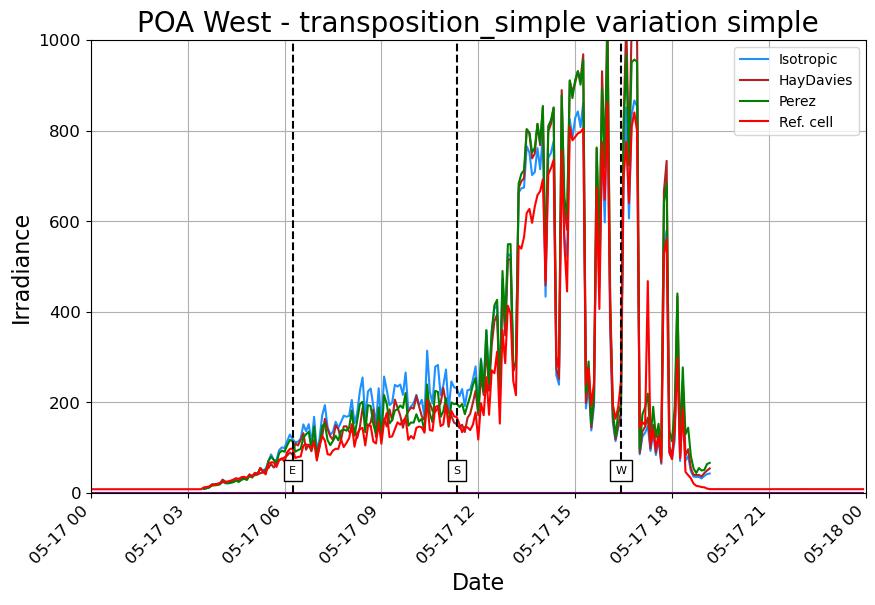 POA West - transposition_simple variation simple
1000
800
600
400
200
0
Irradiance
Isotropic
HayDavies
Perez
Ref. cell
E
S
W
05-17 00
05-17 03
05-17 06
05-17 09
05-17 12
05-17 15
05-17 18
05-17 21
05-18 00
Date